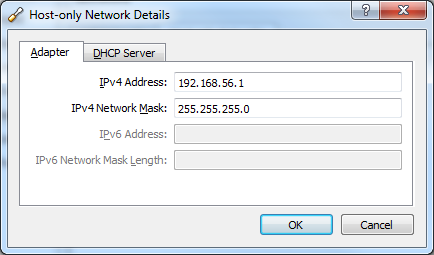 Host-only Network Details
Adapter DHCP Server
IPv4 Address: 192.168.56.1
IPv4 Network Mask: 255.255.255.0
IPv6 Address:
IPv6 Network Mask Length:
OK Cancel